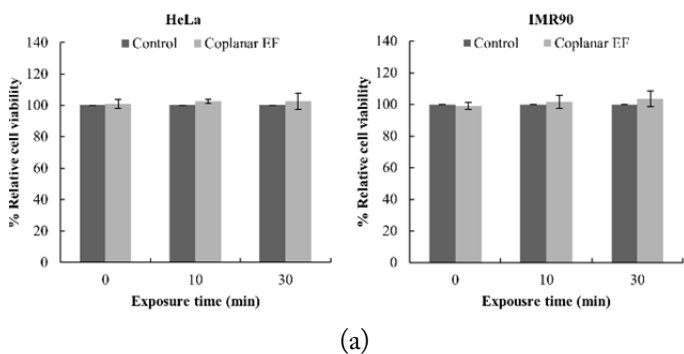 HeLa
% Relative cell viability
140
120
100
80
60
40
20
0
Control
Coplanar EF
0 10 30
Exposure time (min)
IMR90
% Relative cell viability
140
120
100
80
60
40
20
0
Control
Coplanar EF
0 10 30
Expousre time (min)
(a)